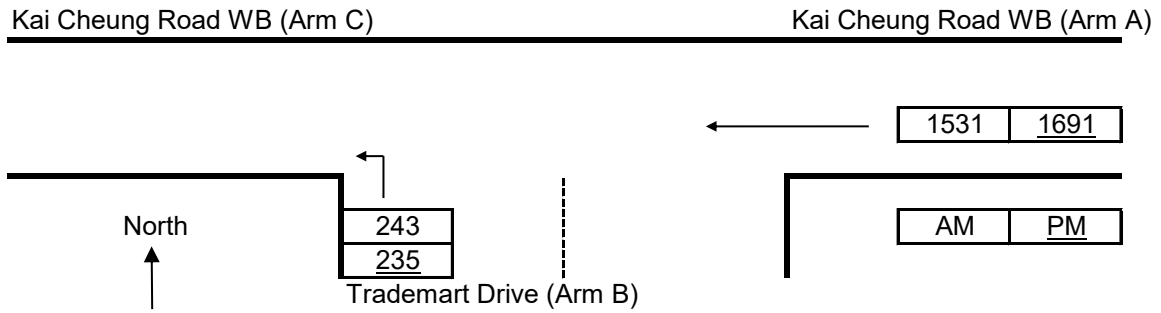 Kai Cheung Road WB (Arm C) Kai Cheung Road WB (Arm A)
1531 1691
North 243 AM PM
235
Trademart Drive (Arm B)